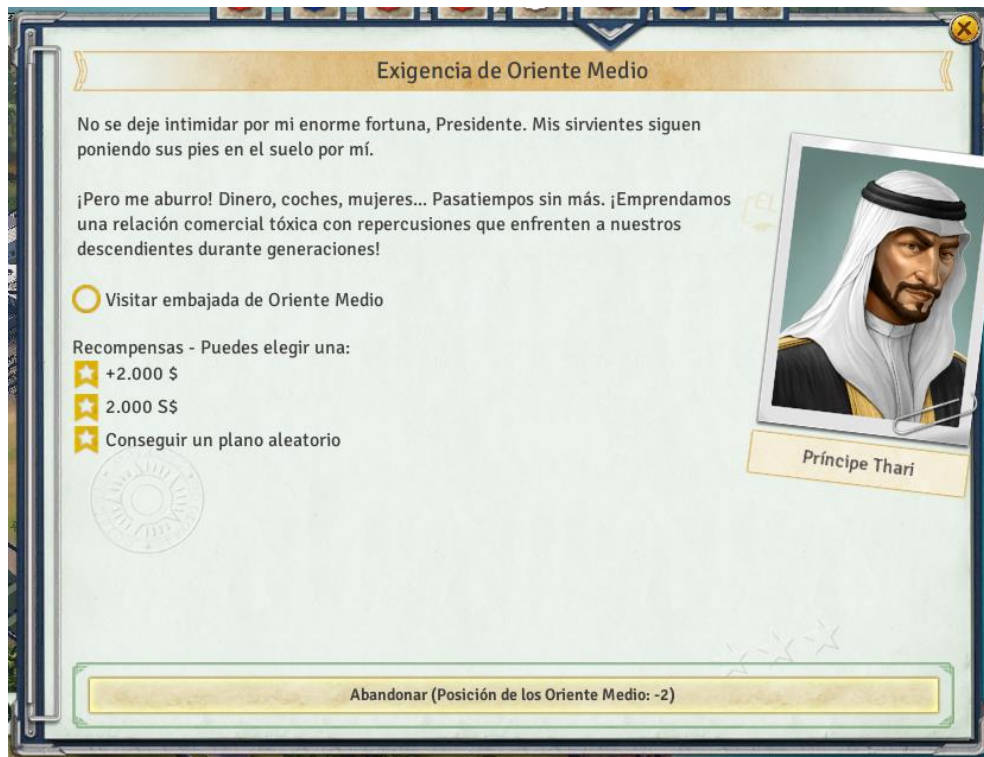 Exigencia de Oriente Medio
No se deje intimidar por mi enorme fortuna, Presidente. Mis sirvientes siguen
poniendo sus pies en el suelo por mí.
¡Pero me aburro! Dinero, coches, mujeres... Pasatiempos sin más. ¡Emprendamos
una relación comercial tóxica con repercusiones que enfrenten a nuestros
descendientes durante generaciones!
Visitar embajada de Oriente Medio
Recompensas - Puedes elegir una:
+2.000 $
2.000 S$
Conseguir un plano aleatorio
Príncipe Thari
Abandonar (Posición de los Oriente Medio: -2)